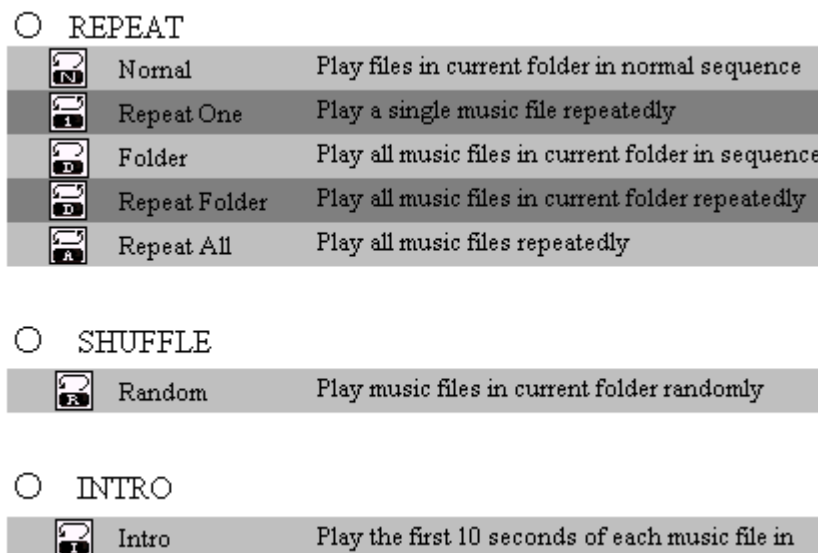 REPEAT
N Nomal Play files in current folder in normal sequence
1 Repeat One Play a single music file repeatedly
D Folder Play all music files in current folder in sequence
D Repeat Folder Play all music files in current folder repeatedly
A Repeat All Play all music files repeatedly
SHUFFLE
R Random Play music files in current folder randomly
INTRO
I Intro Play the first 10 seconds of each music file in